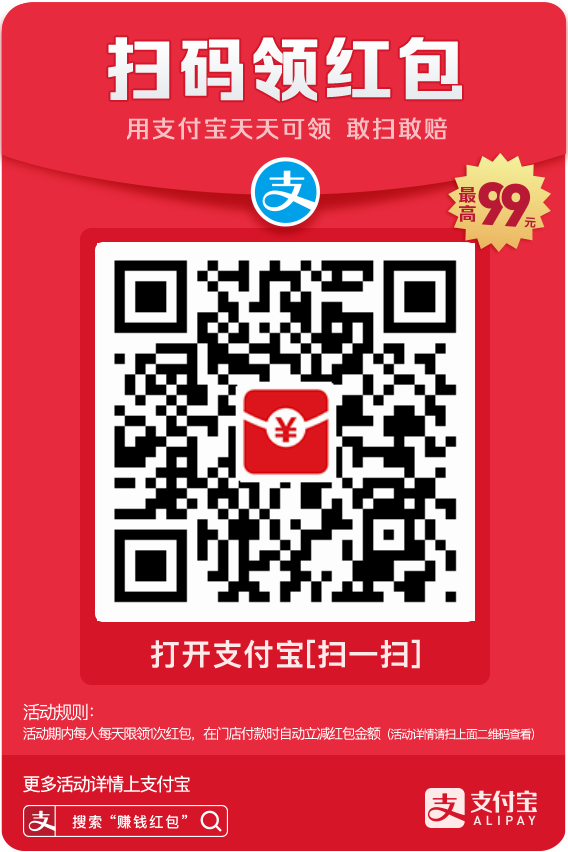 扫码领红包
用支付宝天天可领 敢扫敢赔
支
最高99元
¥
打开支付宝[扫一扫]
活动规则：
活动期内每人每天限领1次红包，在门店付款时自动立减红包金额（活动详情请扫上面二维码查看）
更多活动详情上支付宝
支 搜索“赚钱红包”
支 支付宝
ALIPAY